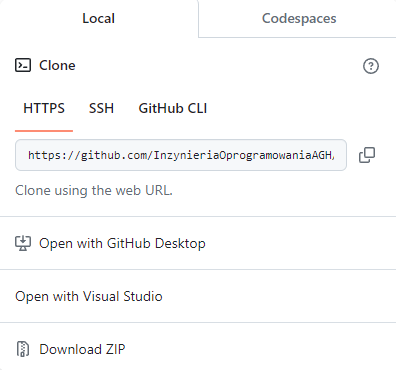 Local
Codespaces
Clone
HTTPS
SSH
GitHub CLI
https://github.com/InzynieriaOprogramowaniaAGH/
Clone using the web URL.
Open with GitHub Desktop
Open with Visual Studio
Download ZIP